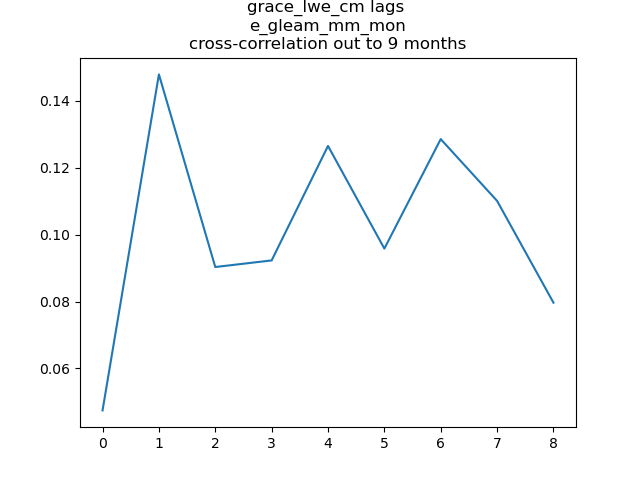 grace_lwe_cm lags
e_gleam_mm_mon
cross-correlation out to 9 months
0.14
0.12
0.10
0.08
0.06
0 1 2 3 4 5 6 7 8